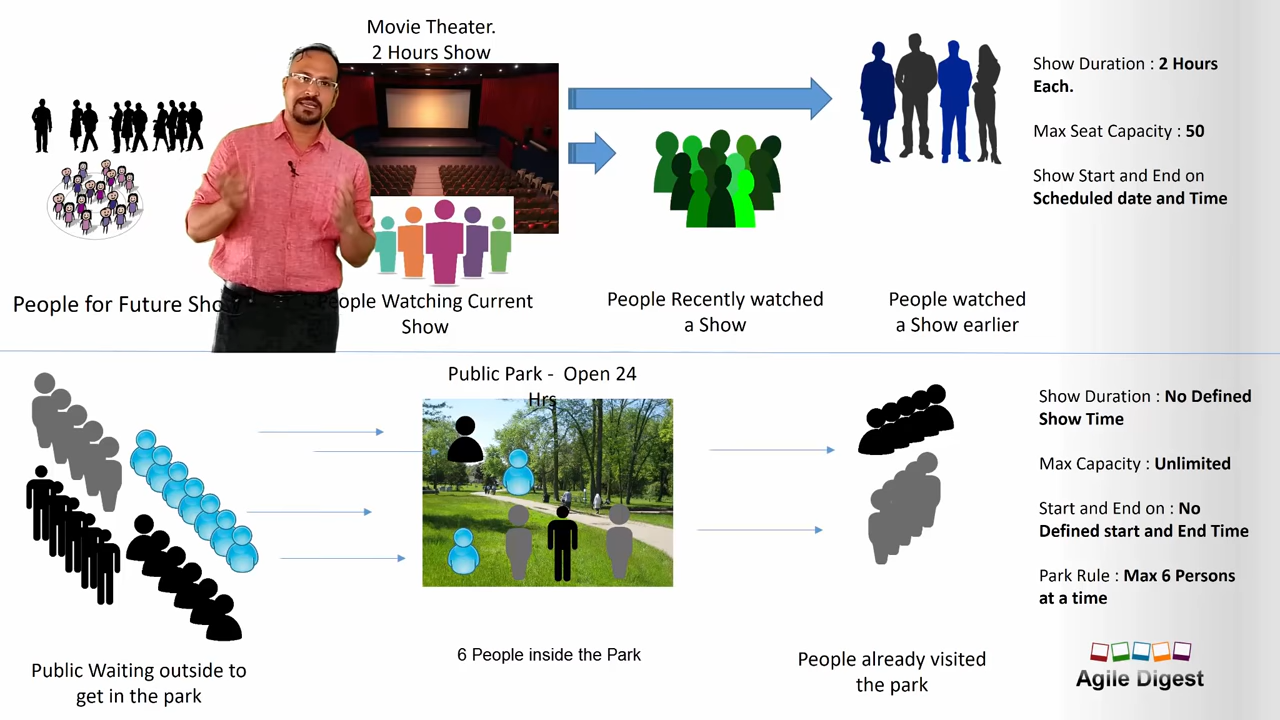 Movie Theater.
2 Hours Show
People for Future Sho
People Watching Current
Show
People Recently watched
a Show
People watched
a Show earlier
Show Duration : 2 Hours
Each.
Max Seat Capacity : 50
Show Start and End on
Scheduled date and Time
Public Park - Open 24
Hrs
Public Waiting outside to
get in the park
6 People inside the Park
People already visited
the park
Show Duration : No Defined
Show Time
Max Capacity : Unlimited
Start and End on : No
Defined start and End Time
Park Rule : Max 6 Persons
at a time
Agile Digest